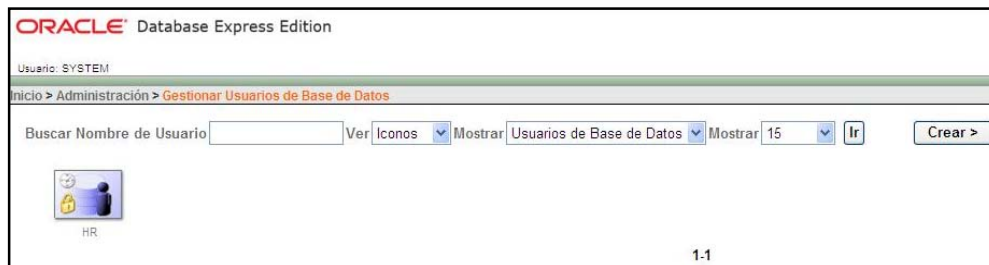 ORACLE Database Express Edition
Usuario: SYSTEM
Inicio > Administración > Gestionar Usuarios de Base de Datos
Buscar Nombre de Usuario Ver Iconos Mostrar Usuarios de Base de Datos Mostrar 15 Ir Crear >
HR
1-1